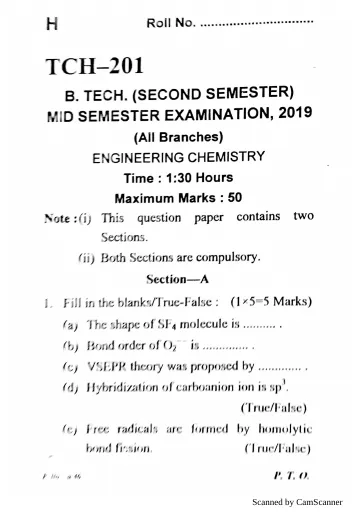 H Roll No. ................................
TCH–201
B. TECH. (SECOND SEMESTER)
MID SEMESTER EXAMINATION, 2019
(All Branches)
ENGINEERING CHEMISTRY
Time : 1:30 Hours
Maximum Marks : 50
Note : (i) This question paper contains two
Sections.
(ii) Both Sections are compulsory.
Section—A
1. Fill in the blanks/True-False : (1×5=5 Marks)
(a) The shape of SF₄ molecule is .......... .
(b) Bond order of O₂⁻⁻ is .............. .
(c) VSEPR theory was proposed by ............. .
(d) Hybridization of carboanion ion is sp³.
(True/False)
(e) Free radicals are formed by homolytic
bond fission. (True/False)
P. T. O.
Scanned by CamScanner